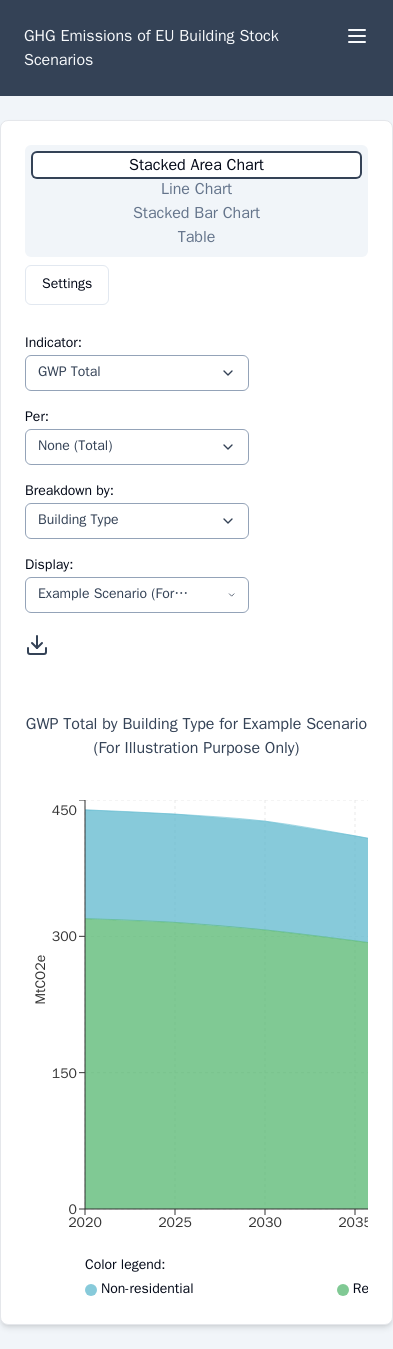 GHG Emissions of EU Building Stock
Scenarios
Stacked Area Chart
Line Chart
Stacked Bar Chart
Table
Settings
Indicator:
GWP Total
Per:
None (Total)
Breakdown by:
Building Type
Display:
Example Scenario (For···
GWP Total by Building Type for Example Scenario
(For Illustration Purpose Only)
450
300
150
0
MtCO2e
2020 2025 2030 2035
Color legend:
Non-residential Re